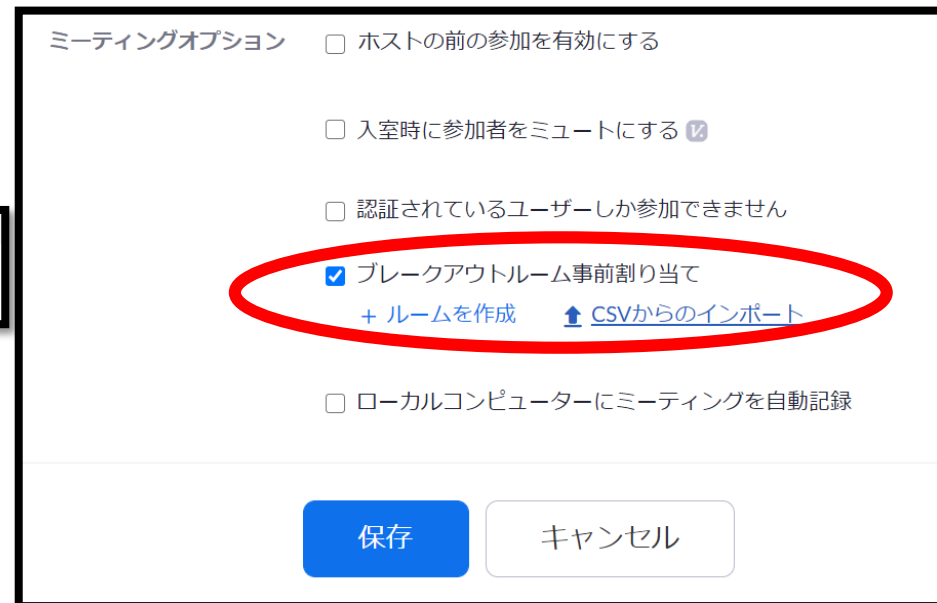 ミーティングオプション
ホストの前の参加を有効にする
入室時に参加者をミュートにする
認証されているユーザーしか参加できません
ブレークアウトルーム事前割り当て
+ ルームを作成 CSVからのインポート
ローカルコンピューターにミーティングを自動記録
保存 キャンセル